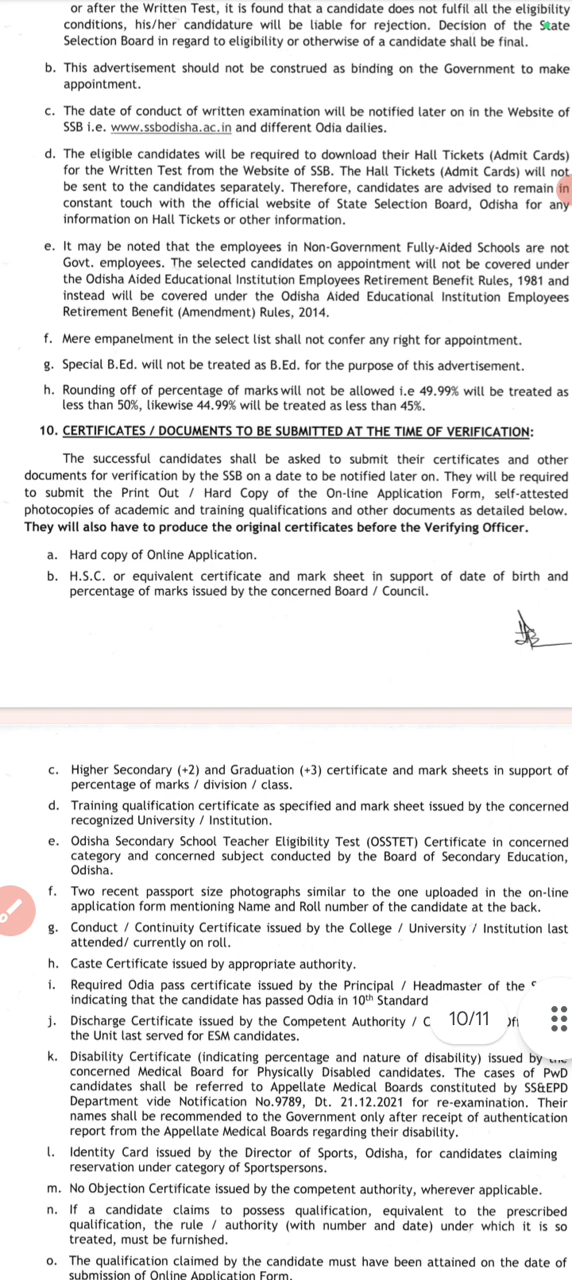 or after the Written Test, it is found that a candidate does not fulfil all the eligibility
conditions, his/her candidature will be liable for rejection. Decision of the State
Selection Board in regard to eligibility or otherwise of a candidate shall be final.
b. This advertisement should not be construed as binding on the Government to make
appointment.
c. The date of conduct of written examination will be notified later on in the Website of
SSB i.e. www.ssbodisha.ac.in and different Odia dailies.
d. The eligible candidates will be required to download their Hall Tickets (Admit Cards)
for the Written Test from the Website of SSB. The Hall Tickets (Admit Cards) will not
be sent to the candidates separately. Therefore, candidates are advised to remain in
constant touch with the official website of State Selection Board, Odisha for any
information on Hall Tickets or other information.
e. It may be noted that the employees in Non-Government Fully-Aided Schools are not
Govt. employees. The selected candidates on appointment will not be covered under
the Odisha Aided Educational Institution Employees Retirement Benefit Rules, 1981 and
instead will be covered under the Odisha Aided Educational Institution Employees
Retirement Benefit (Amendment) Rules, 2014.
f. Mere empanelment in the select list shall not confer any right for appointment.
g. Special B.Ed. will not be treated as B.Ed. for the purpose of this advertisement.
h. Rounding off of percentage of marks will not be allowed i.e 49.99% will be treated as
less than 50%, likewise 44.99% will be treated as less than 45%.
10. CERTIFICATES / DOCUMENTS TO BE SUBMITTED AT THE TIME OF VERIFICATION:
The successful candidates shall be asked to submit their certificates and other
documents for verification by the SSB on a date to be notified later on. They will be required
to submit the Print Out / Hard Copy of the On-line Application Form, self-attested
photocopies of academic and training qualifications and other documents as detailed below.
They will also have to produce the original certificates before the Verifying Officer.
a. Hard copy of Online Application.
b. H.S.C. or equivalent certificate and mark sheet in support of date of birth and
percentage of marks issued by the concerned Board / Council.
c. Higher Secondary (+2) and Graduation (+3) certificate and mark sheets in support of
percentage of marks / division / class.
d. Training qualification certificate as specified and mark sheet issued by the concerned
recognized University / Institution.
e. Odisha Secondary School Teacher Eligibility Test (OSSTET) Certificate in concerned
category and concerned subject conducted by the Board of Secondary Education,
Odisha.
f. Two recent passport size photographs similar to the one uploaded in the on-line
application form mentioning Name and Roll number of the candidate at the back.
g. Conduct / Continuity Certificate issued by the College / University / Institution last
attended/ currently on roll.
h. Caste Certificate issued by appropriate authority.
i. Required Odia pass certificate issued by the Principal / Headmaster of the
indicating that the candidate has passed Odia in 10th Standard
j. Discharge Certificate issued by the Competent Authority / C
10/11
the Unit last served for ESM candidates.
k. Disability Certificate (indicating percentage and nature of disability) issued by
concerned Medical Board for Physically Disabled candidates. The cases of PwD
candidates shall be referred to Appellate Medical Boards constituted by SS&EPD
Department vide Notification No.9789, Dt. 21.12.2021 for re-examination. Their
names shall be recommended to the Government only after receipt of authentication
report from the Appellate Medical Boards regarding their disability.
l. Identity Card issued by the Director of Sports, Odisha, for candidates claiming
reservation under category of Sportspersons.
m. No Objection Certificate issued by the competent authority, wherever applicable.
n. If a candidate claims to possess qualification, equivalent to the prescribed
qualification, the rule / authority (with number and date) under which it is so
treated, must be furnished.
o. The qualification claimed by the candidate must have been attained on the date of
submission of Online Application Form.